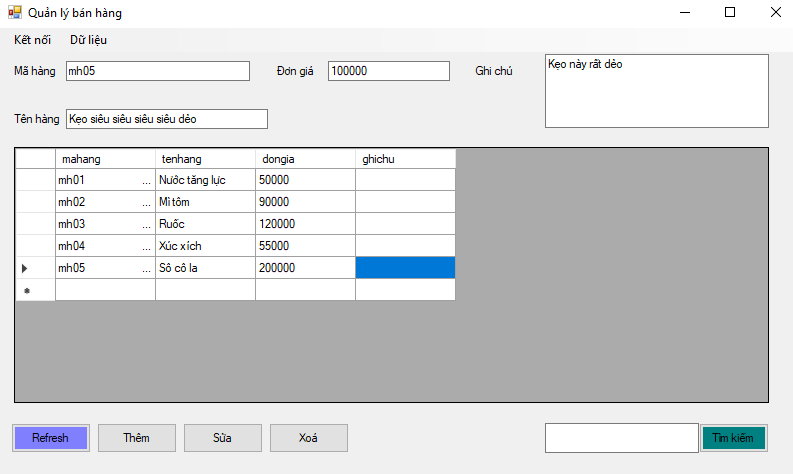 Quản lý bán hàng
Kết nối Dữ liệu
Mã hàng mh05 Đơn giá 100000 Ghi chú Kẹo này rất dẻo
Tên hàng Kẹo siêu siêu siêu siêu dẻo
mahang tenhang dongia ghichu
mh01 ... Nước tăng lực 50000
mh02 ... Mì tôm 90000
mh03 ... Ruốc 120000
mh04 ... Xúc xích 55000
mh05 ... Sô cô la 200000
Refresh Thêm Sửa Xoá Tìm kiếm